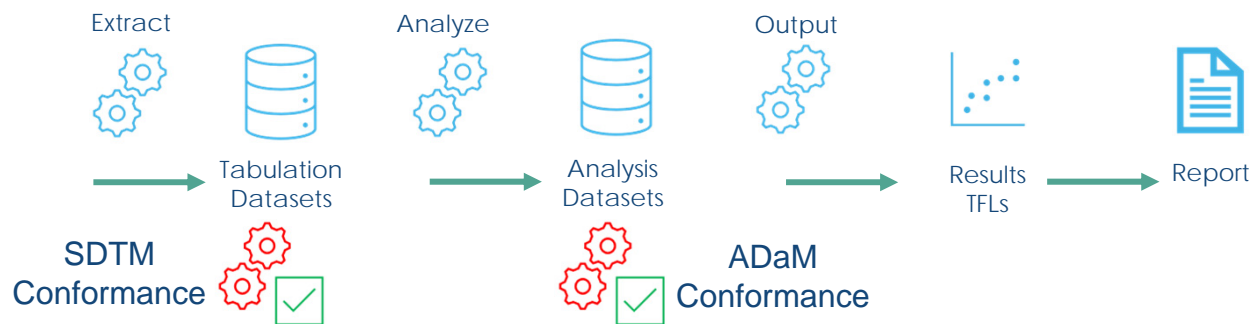 Extract
Analyze
Output
Tabulation
Datasets
Analysis
Datasets
Results
TFLs
Report
SDTM
Conformance
ADaM
Conformance